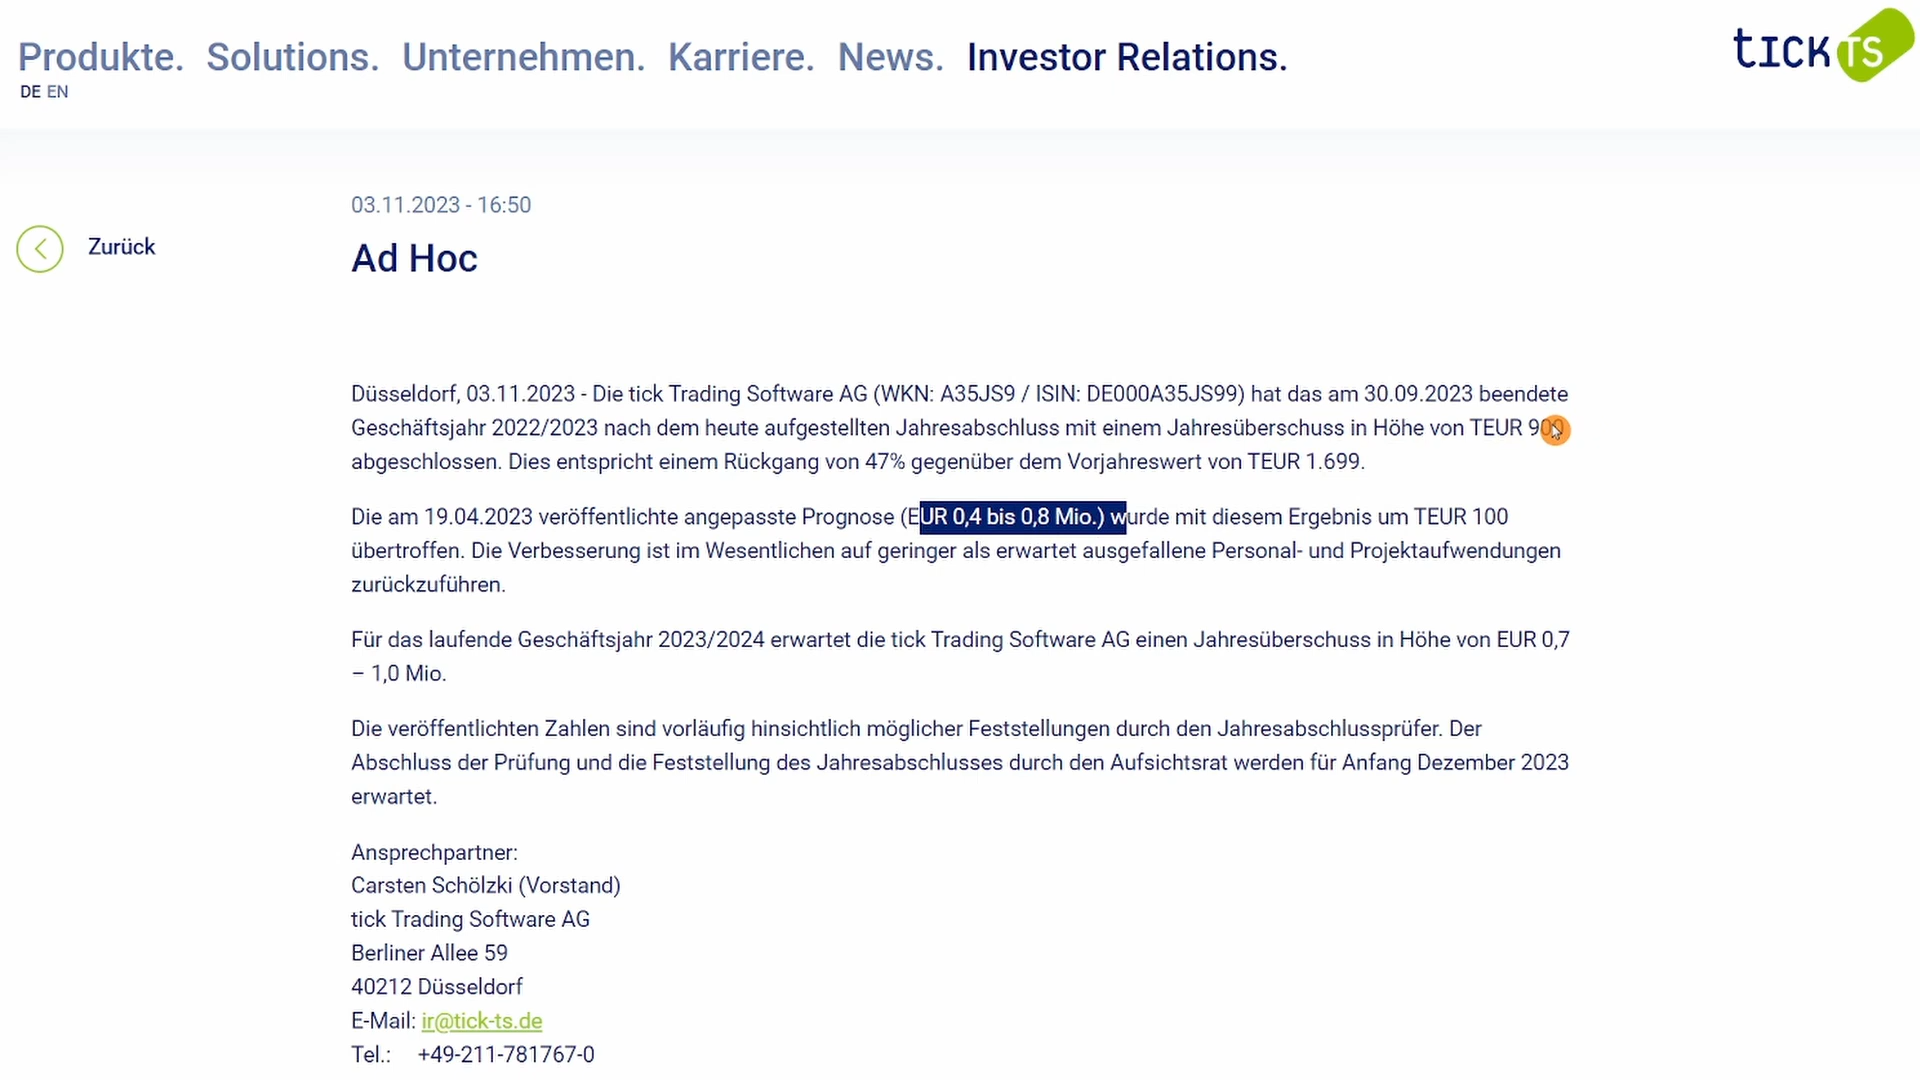 Produkte. Solutions. Unternehmen. Karriere. News. Investor Relations.
tick TS
DE EN
03.11.2023 - 16:50
Zurück
Ad Hoc
Düsseldorf, 03.11.2023 - Die tick Trading Software AG (WKN: A35JS9 / ISIN: DE000A35JS99) hat das am 30.09.2023 beendete
Geschäftsjahr 2022/2023 nach dem heute aufgestellten Jahresabschluss mit einem Jahresüberschuss in Höhe von TEUR 900
abgeschlossen. Dies entspricht einem Rückgang von 47% gegenüber dem Vorjahreswert von TEUR 1.699.
Die am 19.04.2023 veröffentlichte angepasste Prognose (EUR 0,4 bis 0,8 Mio.) wurde mit diesem Ergebnis um TEUR 100
übertroffen. Die Verbesserung ist im Wesentlichen auf geringer als erwartet ausgefallene Personal- und Projektaufwendungen
zurückzuführen.
Für das laufende Geschäftsjahr 2023/2024 erwartet die tick Trading Software AG einen Jahresüberschuss in Höhe von EUR 0,7
– 1,0 Mio.
Die veröffentlichten Zahlen sind vorläufig hinsichtlich möglicher Feststellungen durch den Jahresabschlussprüfer. Der
Abschluss der Prüfung und die Feststellung des Jahresabschlusses durch den Aufsichtsrat werden für Anfang Dezember 2023
erwartet.
Ansprechpartner:
Carsten Schölzki (Vorstand)
tick Trading Software AG
Berliner Allee 59
40212 Düsseldorf
E-Mail: ir@tick-ts.de
Tel.: +49-211-781767-0